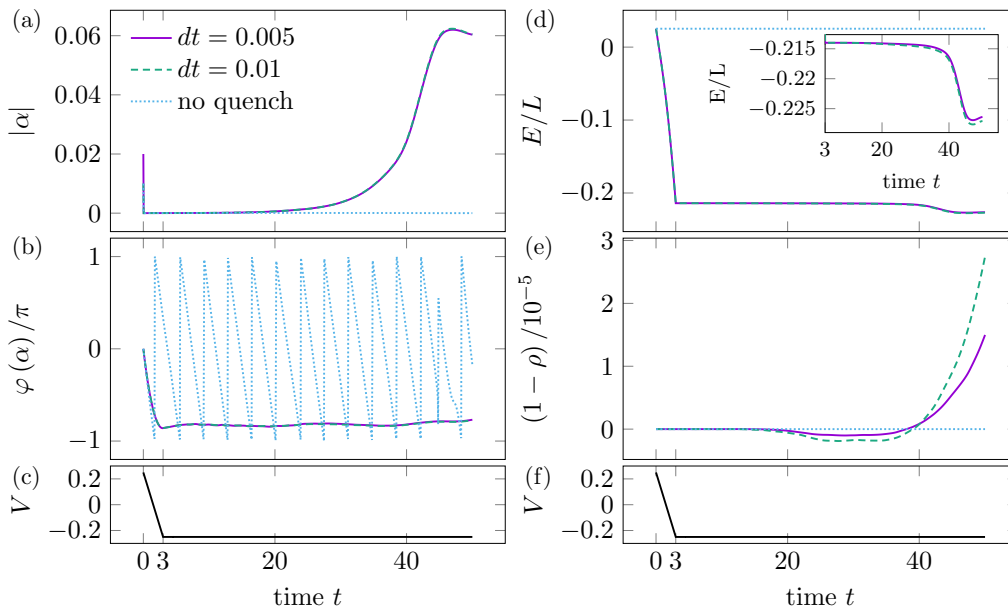 (a)
|α|
0.06
0.04
0.02
0
dt = 0.005
dt = 0.01
no quench
(b)
φ(α)/π
1
0
−1
(c)
V
0.2
0
−0.2
0 3 20 40
time t
(d)
E/L
0
−0.1
−0.2
E/L
−0.215
−0.22
−0.225
3 20 40
time t
(e)
(1 − ρ)/10⁻⁵
3
2
1
0
(f)
V
0.2
0
−0.2
0 3 20 40
time t